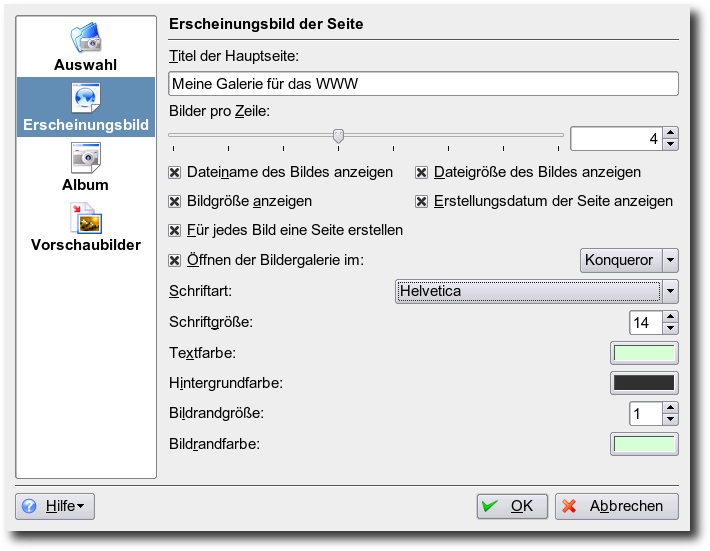 Auswahl
Erscheinungsbild
Album
Vorschaubilder
Erscheinungsbild der Seite
Titel der Hauptseite:
Meine Galerie für das WWW
Bilder pro Zeile:
4
Dateiname des Bildes anzeigen Dateigröße des Bildes anzeigen
Bildgröße anzeigen Erstellungsdatum der Seite anzeigen
Für jedes Bild eine Seite erstellen
Öffnen der Bildergalerie im: Konqueror
Schriftart: Helvetica
Schriftgröße: 14
Textfarbe:
Hintergrundfarbe:
Bildrandgröße: 1
Bildrandfarbe:
Hilfe OK Abbrechen